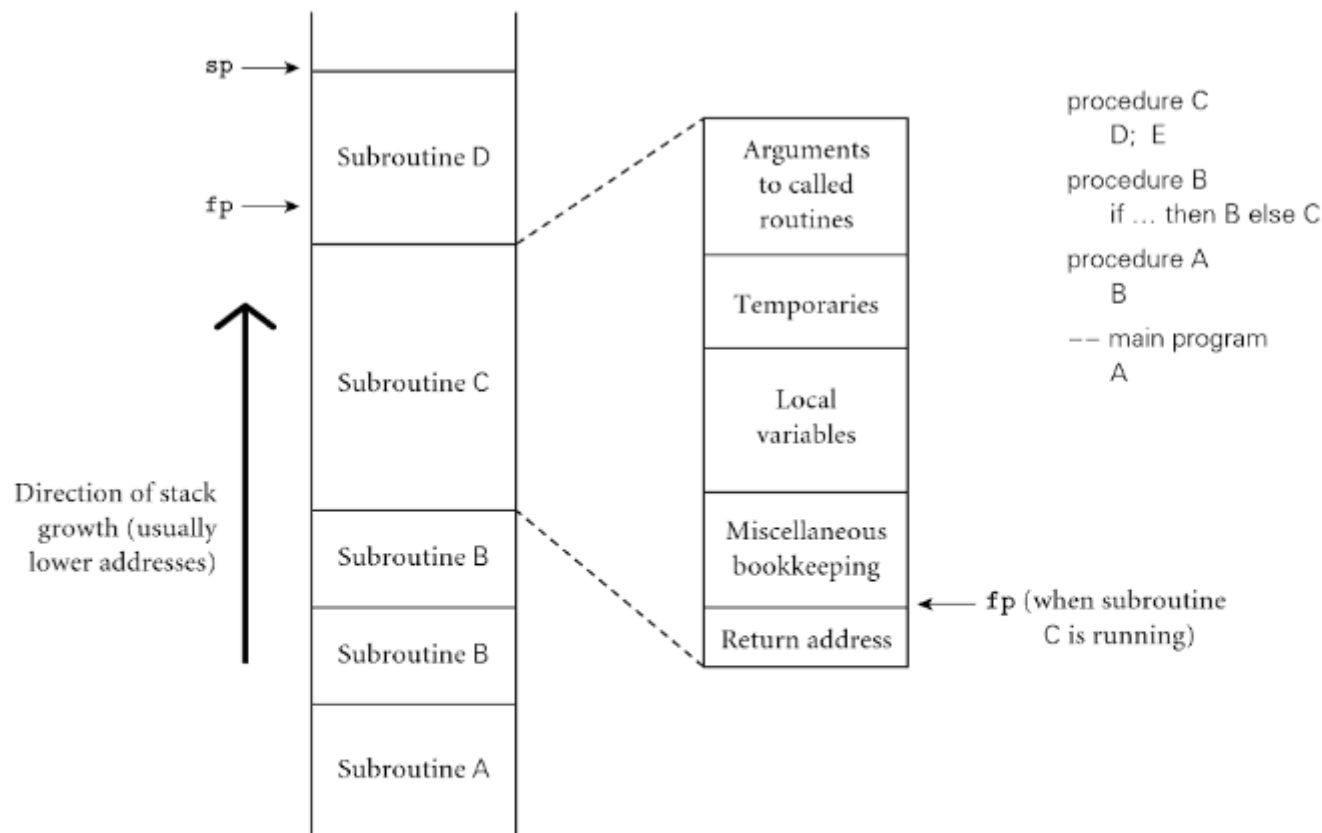 sp
Subroutine D
fp
Subroutine C
Direction of stack
growth (usually
lower addresses)
Subroutine B
Subroutine B
Subroutine A
Arguments
to called
routines
Temporaries
Local
variables
Miscellaneous
bookkeeping
Return address
fp (when subroutine
C is running)
procedure C
D; E
procedure B
if ... then B else C
procedure A
B
-- main program
A